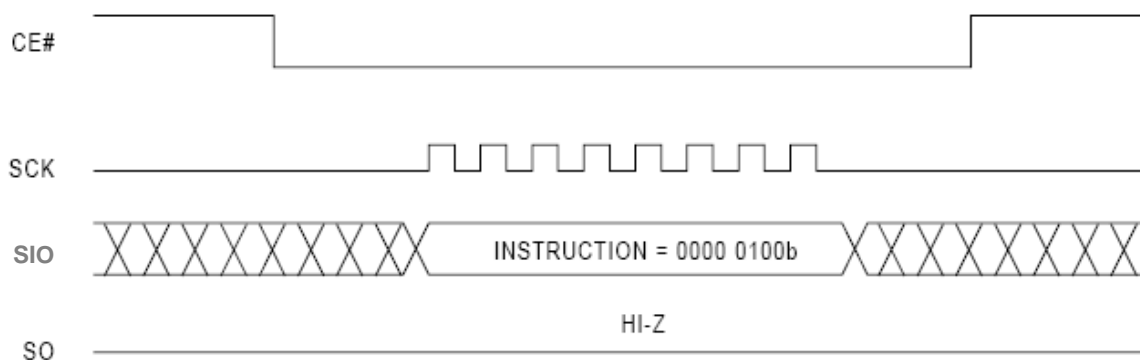 CE#
SCK
SIO
INSTRUCTION = 0000 0100b
HI-Z
SO